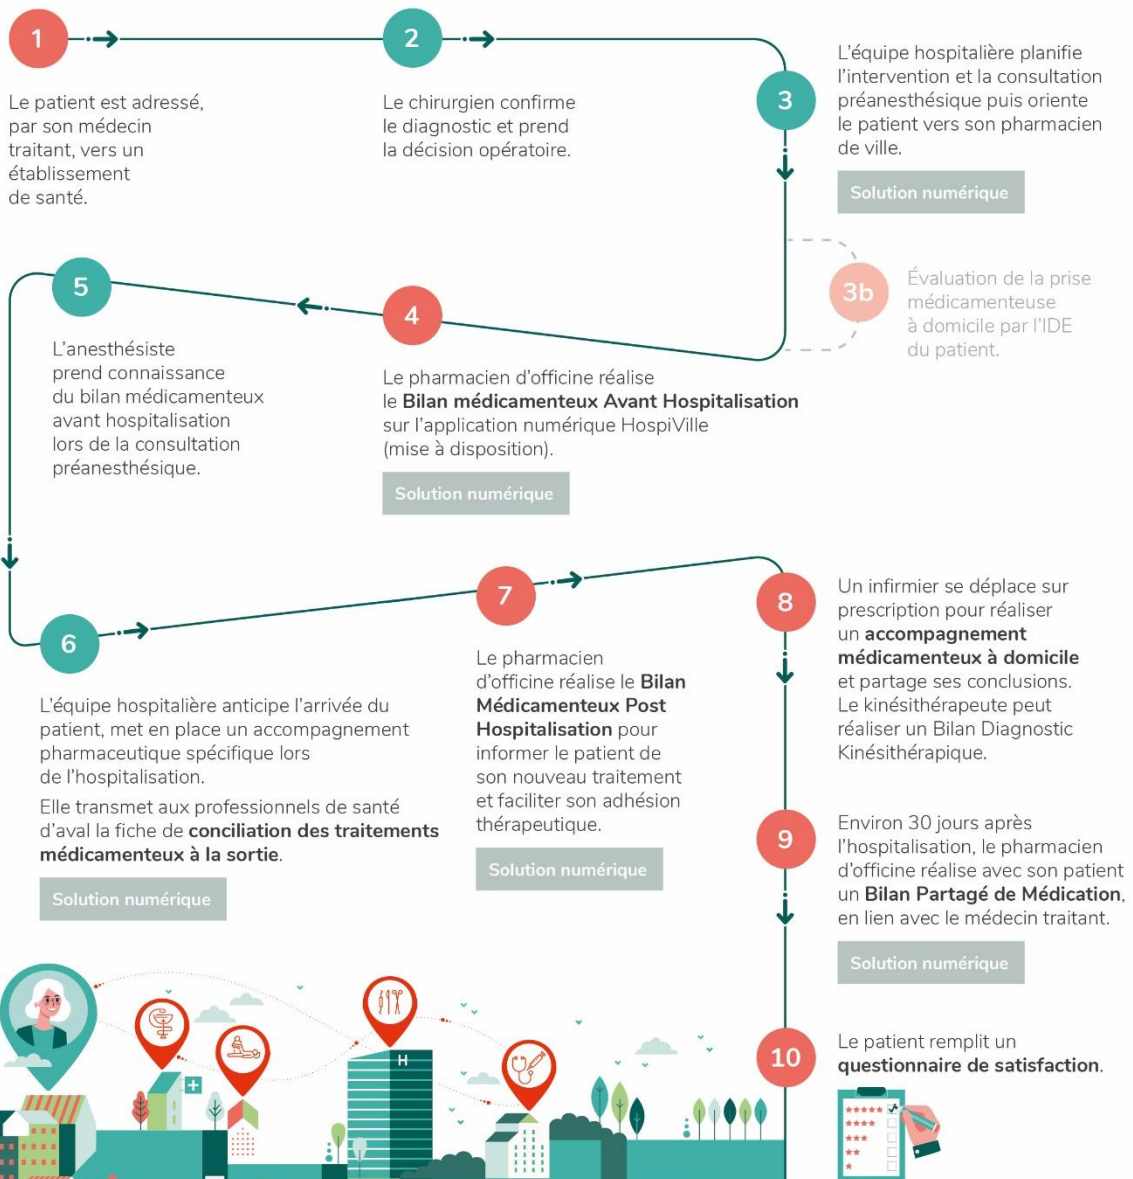 1
Le patient est adressé,
par son médecin
traitant, vers un
établissement
de santé.
2
Le chirurgien confirme
le diagnostic et prend
la décision opératoire.
3
L'équipe hospitalière planifie
l'intervention et la consultation
préanesthésique puis oriente
le patient vers son pharmacien
de ville.
Solution numérique
3b
Évaluation de la prise
médicamenteuse
à domicile par l'IDE
du patient.
4
Le pharmacien d'officine réalise
le Bilan médicamenteux Avant Hospitalisation
sur l'application numérique HospiVille
(mise à disposition).
Solution numérique
5
L'anesthésiste
prend connaissance
du bilan médicamenteux
avant hospitalisation
lors de la consultation
préanesthésique.
6
L'équipe hospitalière anticipe l'arrivée du
patient, met en place un accompagnement
pharmaceutique spécifique lors
de l'hospitalisation.
Elle transmet aux professionnels de santé
d'aval la fiche de conciliation des traitements
médicamenteux à la sortie.
Solution numérique
7
Le pharmacien
d'officine réalise le Bilan
Médicamenteux Post
Hospitalisation pour
informer le patient de
son nouveau traitement
et faciliter son adhésion
thérapeutique.
Solution numérique
8
Un infirmier se déplace sur
prescription pour réaliser
un accompagnement
médicamenteux à domicile
et partage ses conclusions.
Le kinésithérapeute peut
réaliser un Bilan Diagnostic
Kinésithérapique.
9
Environ 30 jours après
l'hospitalisation, le pharmacien
d'officine réalise avec son patient
un Bilan Partagé de Médication,
en lien avec le médecin traitant.
Solution numérique
10
Le patient remplit un
questionnaire de satisfaction.
H